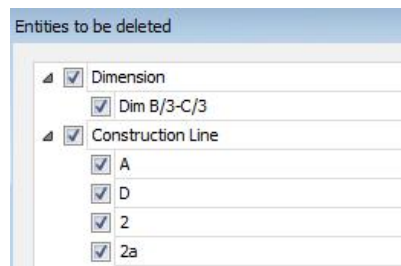 Entities to be deleted
Dimension
Dim B/3-C/3
Construction Line
A
D
2
2a